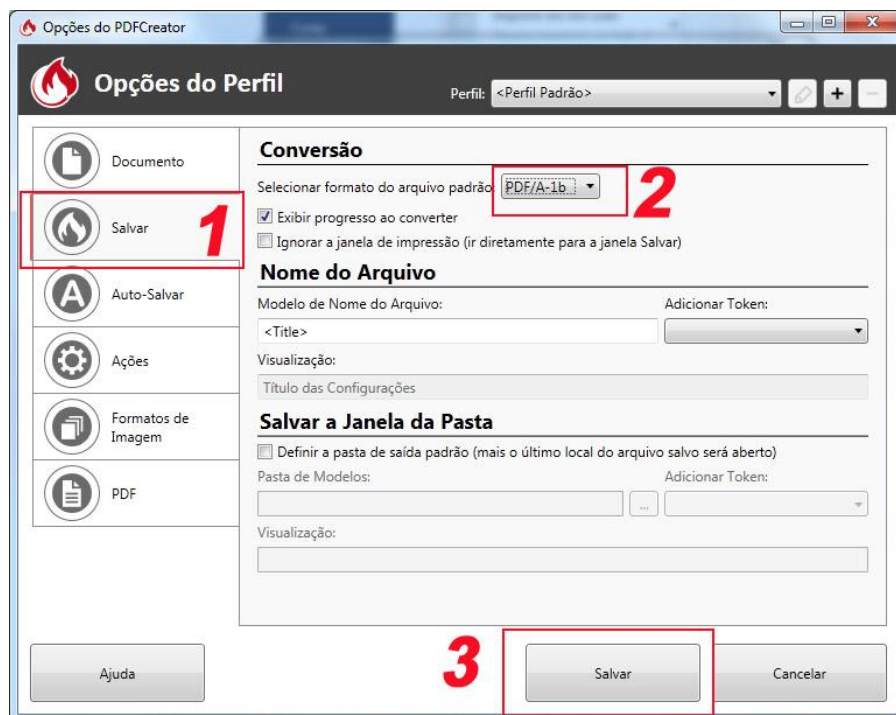 Opções do PDFCreator
Opções do Perfil
Perfil: <Perfil Padrão>
Documento
Salvar
1
Auto-Salvar
Ações
Formatos de
Imagem
PDF
Conversão
Selecionar formato do arquivo padrão: PDF/A-1b
2
Exibir progresso ao converter
Ignorar a janela de impressão (ir diretamente para a janela Salvar)
Nome do Arquivo
Modelo de Nome do Arquivo: Adicionar Token:
<Title>
Visualização:
Título das Configurações
Salvar a Janela da Pasta
Definir a pasta de saída padrão (mais o último local do arquivo salvo será aberto)
Pasta de Modelos: Adicionar Token:
...
Visualização:
Ajuda
3
Salvar
Cancelar